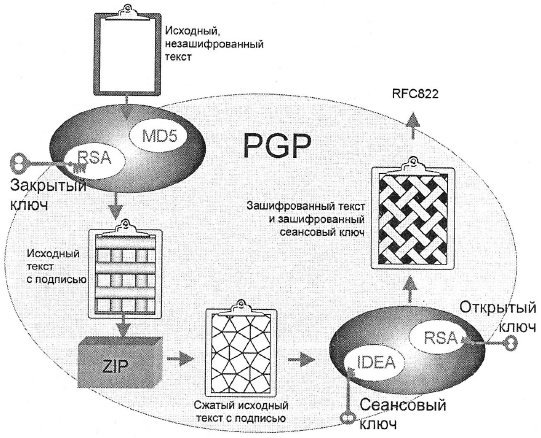 Исходный,
незашифрованный
текст
RFC822
MD5
RSA
PGP
Закрытый
ключ
Зашифрованный текст
и зашифрованный
сеансовый ключ
Исходный
текст
с подписью
Открытый
ключ
RSA
ZIP
IDEA
Сжатый исходный
текст с подписью
Сеансовый
ключ